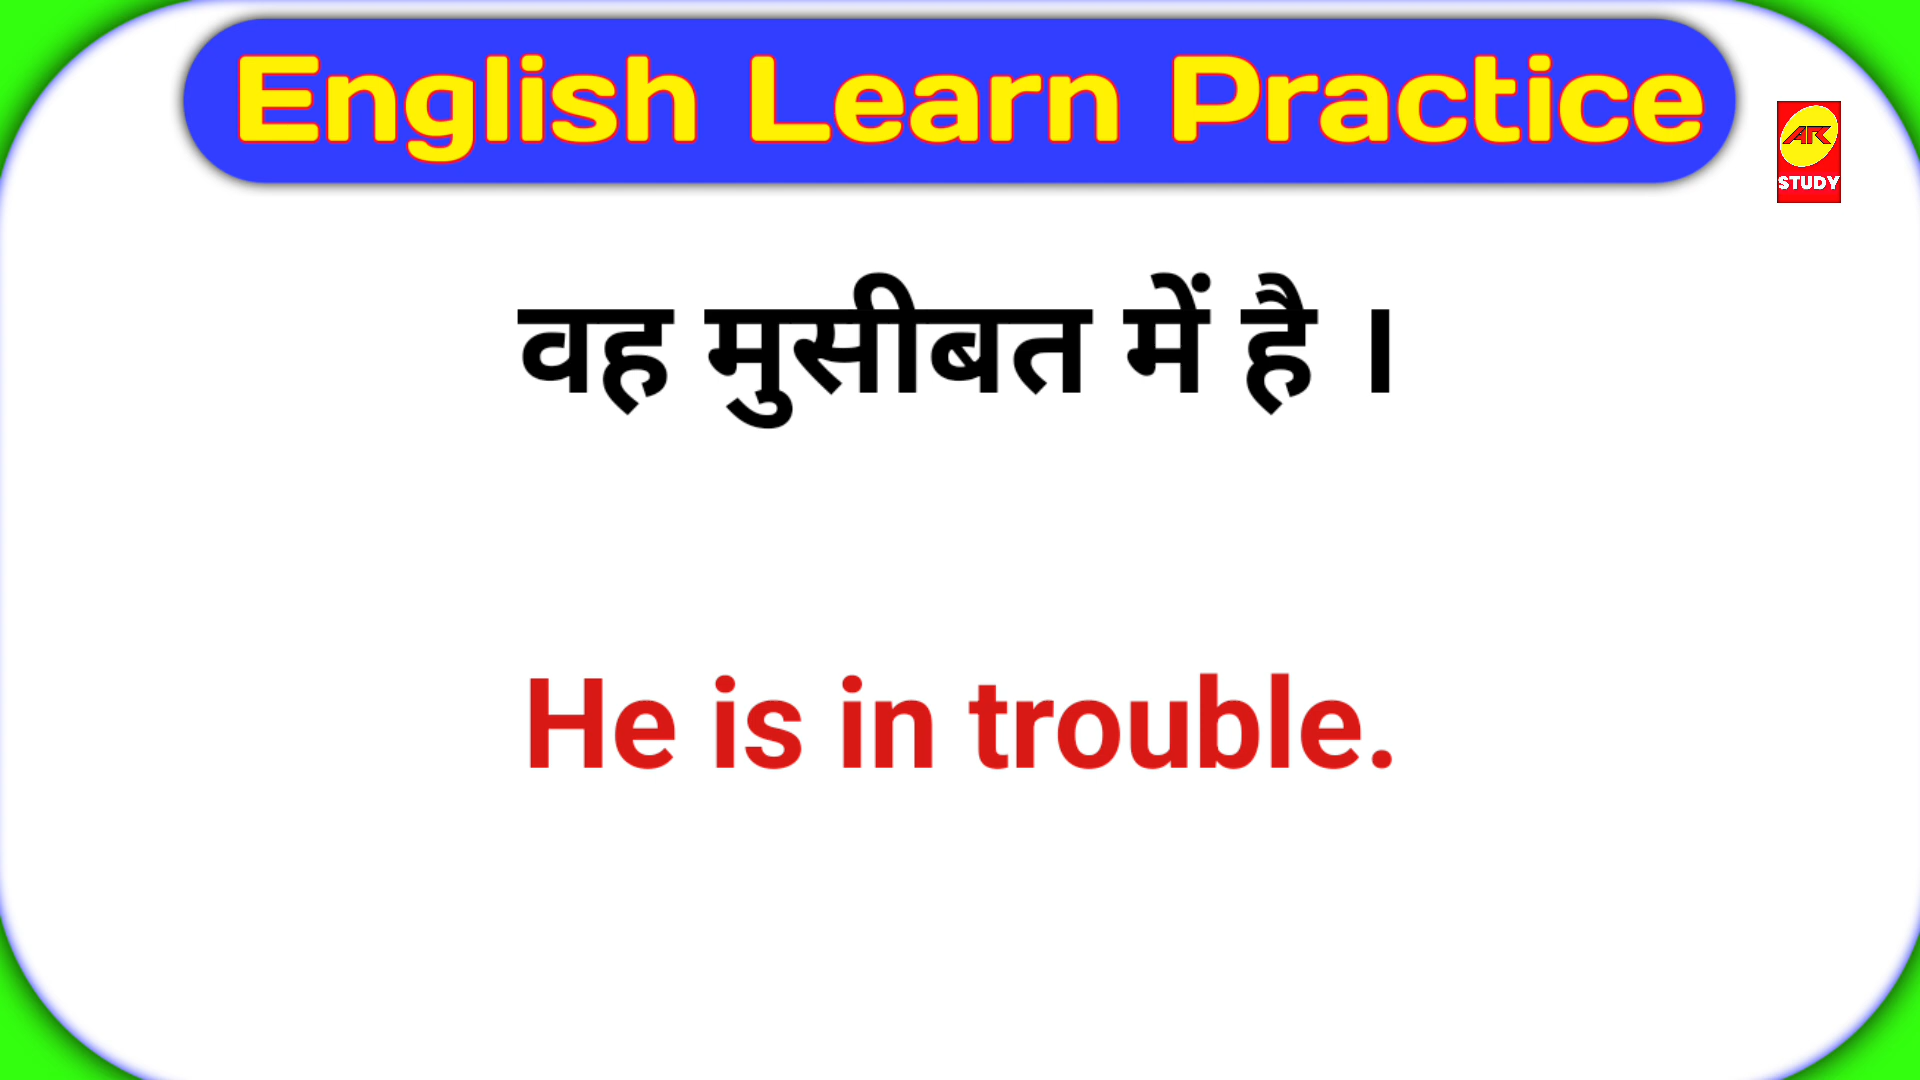 English Learn Practice
AR
STUDY
वह मुसीबत में है ।
He is in trouble.